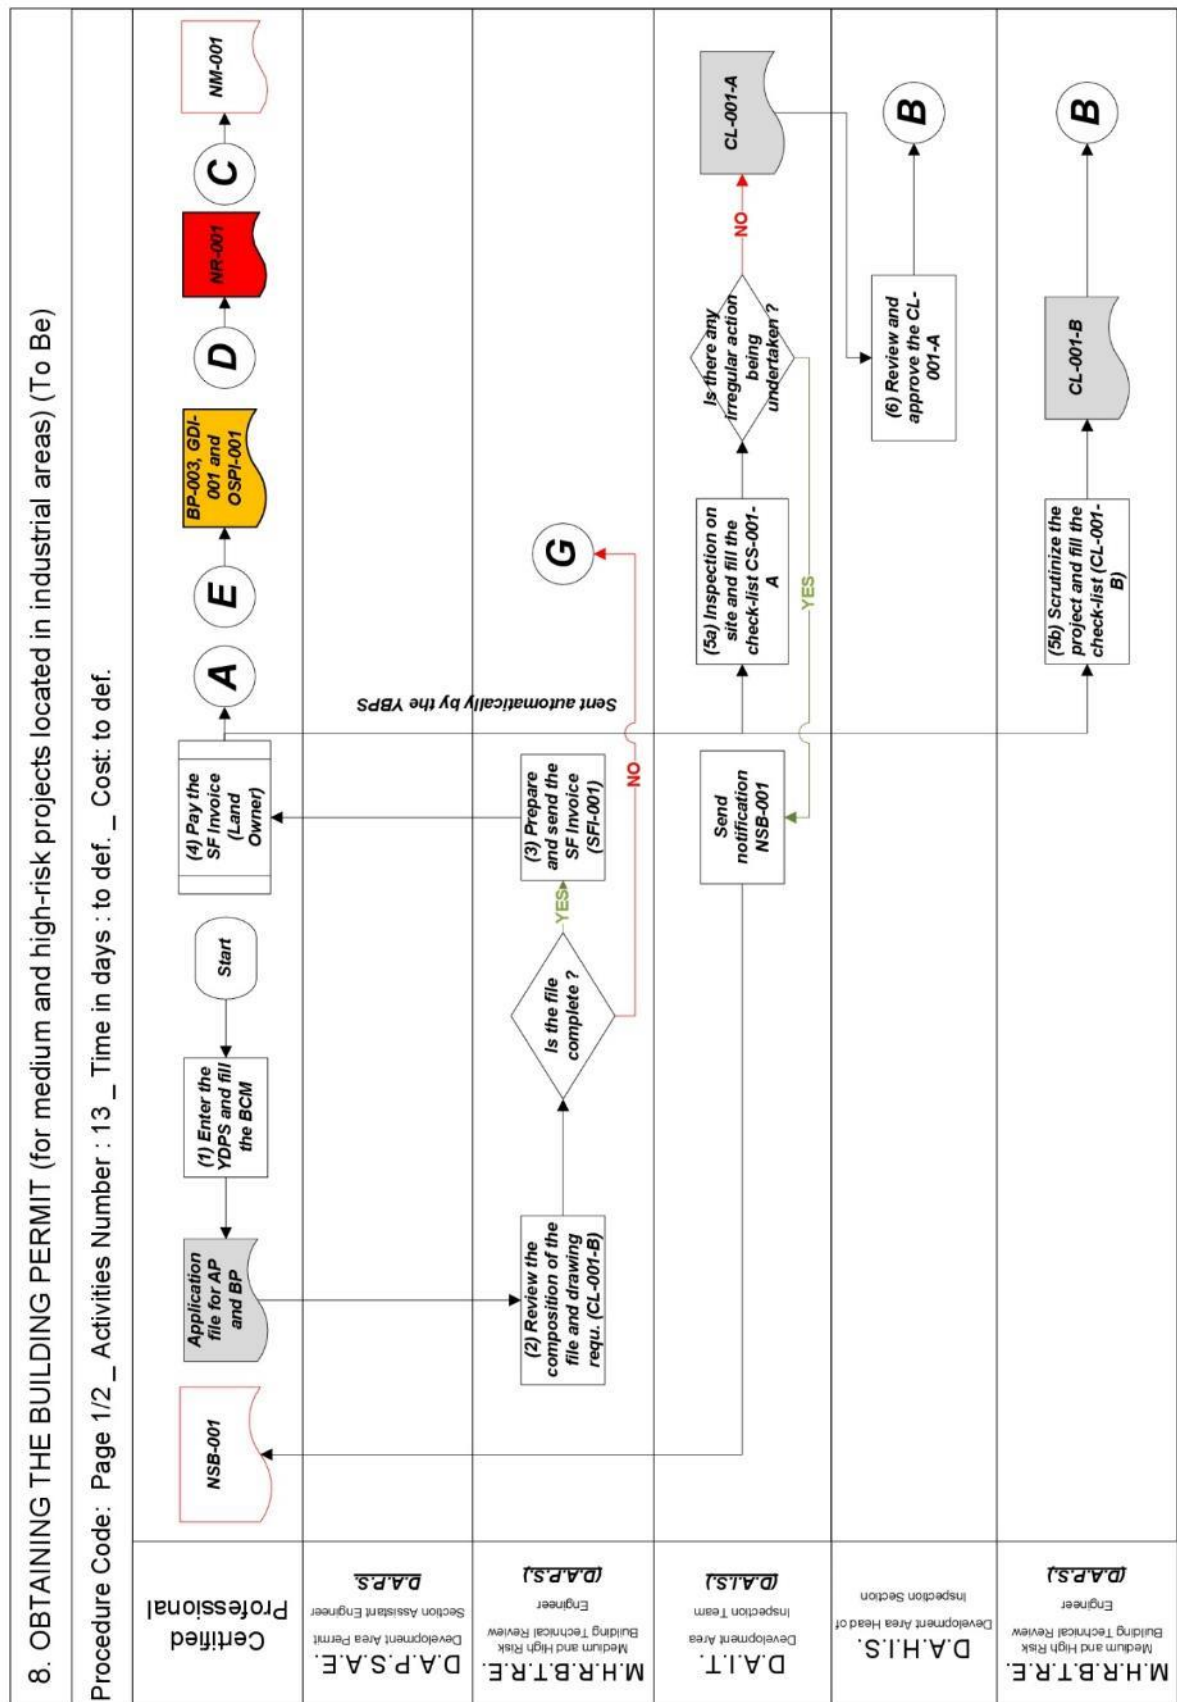 8. OBTAINING THE BUILDING PERMIT (for medium and high-risk projects located in industrial areas) (To Be)
Procedure Code: Page 1/2 _ Activities Number : 13 _ Time in days : to def. _ Cost: to def.
Certified
Professional
NSB-001
Application
file for AP
and BP
(1) Enter the
YDPS and fill
the BCM
Start
(4) Pay the
SF Invoice
(Land
Owner)
A
E
BP-003, GDI-
001 and
OSPI-001
D
NR-001
C
NM-001
D.A.P.S.A.E.
Development Area Permit
Section Assistant Engineer
D.A.P.S.
Sent automatically by the YBPS
M.H.R.B.T.R.E.
Medium and High Risk
Building Technical Review
Engineer
(D.A.P.S.)
(2) Review the
composition of the
file and drawing
requ. (CL-001-B)
Is the file
complete ?
YES
(3) Prepare
and send the
SF Invoice
(SFI-001)
NO
G
D.A.I.T.
Development Area
Inspection Team
(D.A.I.S.)
Send
notification
NSB-001
(5a) Inspection on
site and fill the
check-list CS-001-
A
YES
Is there any
irregular action
being
undertaken ?
NO
CL-001-A
D.A.H.I.S.
Development Area Head of
Inspection Section
(6) Review and
approve the CL-
001-A
B
M.H.R.B.T.R.E.
Medium and High Risk
Building Technical Review
Engineer
(D.A.P.S.)
(5b) Scrutinize the
project and fill the
check-list (CL-001-
B)
CL-001-B
B